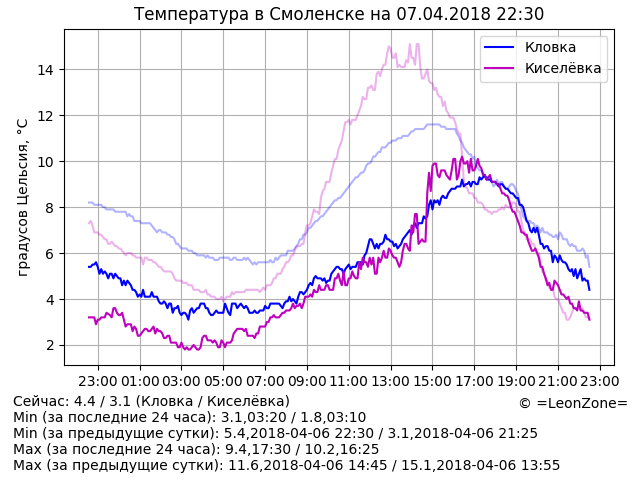 Температура в Смоленске на 07.04.2018 22:30
Кловка
Киселёвка
градусов Цельсия, °C
14
12
10
8
6
4
2
23:00 01:00 03:00 05:00 07:00 09:00 11:00 13:00 15:00 17:00 19:00 21:00 23:00
Сейчас: 4.4 / 3.1 (Кловка / Киселёвка)
© =LeonZone=
Min (за последние 24 часа): 3.1,03:20 / 1.8,03:10
Min (за предыдущие сутки): 5.4,2018-04-06 22:30 / 3.1,2018-04-06 21:25
Max (за последние 24 часа): 9.4,17:30 / 10.2,16:25
Max (за предыдущие сутки): 11.6,2018-04-06 14:45 / 15.1,2018-04-06 13:55